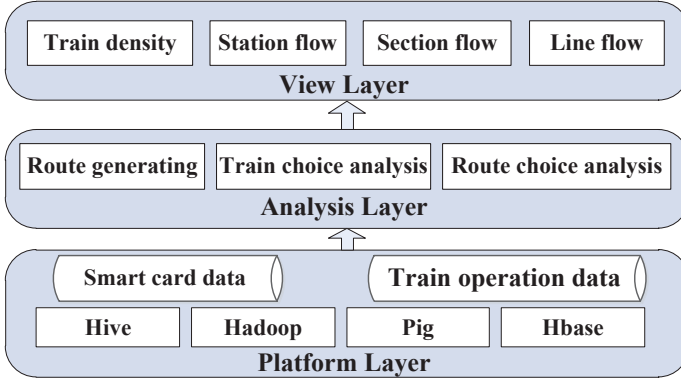 Train density Station flow Section flow Line flow
View Layer
Route generating Train choice analysis Route choice analysis
Analysis Layer
Smart card data Train operation data
Hive Hadoop Pig Hbase
Platform Layer